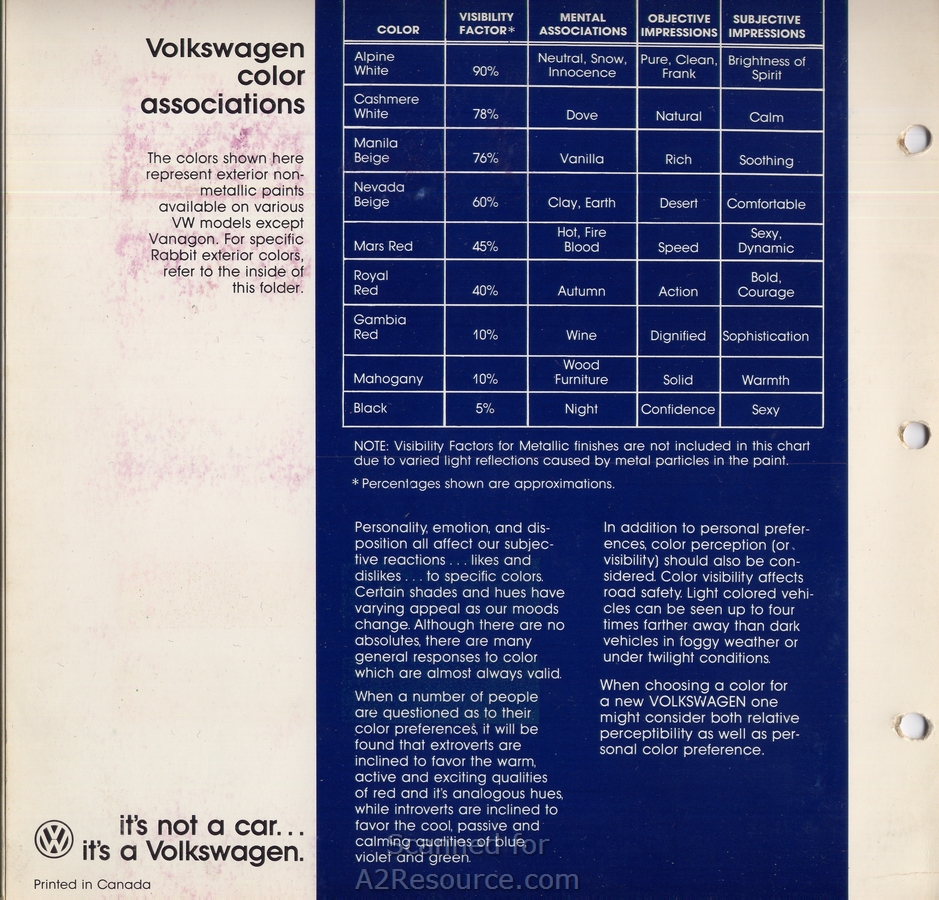 Volkswagen
color
associations
The colors shown here
represent exterior non-
metallic paints
available on various
VW models except
Vanagon. For specific
Rabbit exterior colors,
refer to the inside of
this folder.
COLOR VISIBILITY FACTOR* MENTAL ASSOCIATIONS OBJECTIVE IMPRESSIONS SUBJECTIVE IMPRESSIONS
Alpine White 90% Neutral, Snow, Innocence Pure, Clean, Frank Brightness of Spirit
Cashmere White 78% Dove Natural Calm
Manila Beige 76% Vanilla Rich Soothing
Nevada Beige 60% Clay, Earth Desert Comfortable
Mars Red 45% Hot, Fire Blood Speed Sexy, Dynamic
Royal Red 40% Autumn Action Bold, Courage
Gambia Red 10% Wine Dignified Sophistication
Mahogany 10% Wood Furniture Solid Warmth
Black 5% Night Confidence Sexy
NOTE: Visibility Factors for Metallic finishes are not included in this chart
due to varied light reflections caused by metal particles in the paint.
* Percentages shown are approximations.
Personality, emotion, and dis-
position all affect our subjec-
tive reactions . . . likes and
dislikes . . . to specific colors.
Certain shades and hues have
varying appeal as our moods
change. Although there are no
absolutes, there are many
general responses to color
which are almost always valid.
When a number of people
are questioned as to their
color preferences, it will be
found that extroverts are
inclined to favor the warm,
active and exciting qualities
of red and it's analogous hues,
while introverts are inclined to
favor the cool, passive and
calming qualities of blue,
violet and green.
In addition to personal prefer-
ences, color perception (or
visibility) should also be con-
sidered. Color visibility affects
road safety. Light colored vehi-
cles can be seen up to four
times farther away than dark
vehicles in foggy weather or
under twilight conditions.
When choosing a color for
a new VOLKSWAGEN one
might consider both relative
perceptibility as well as per-
sonal color preference.
it's not a car...
it's a Volkswagen.
Printed in Canada
Scanned for
A2Resource.com